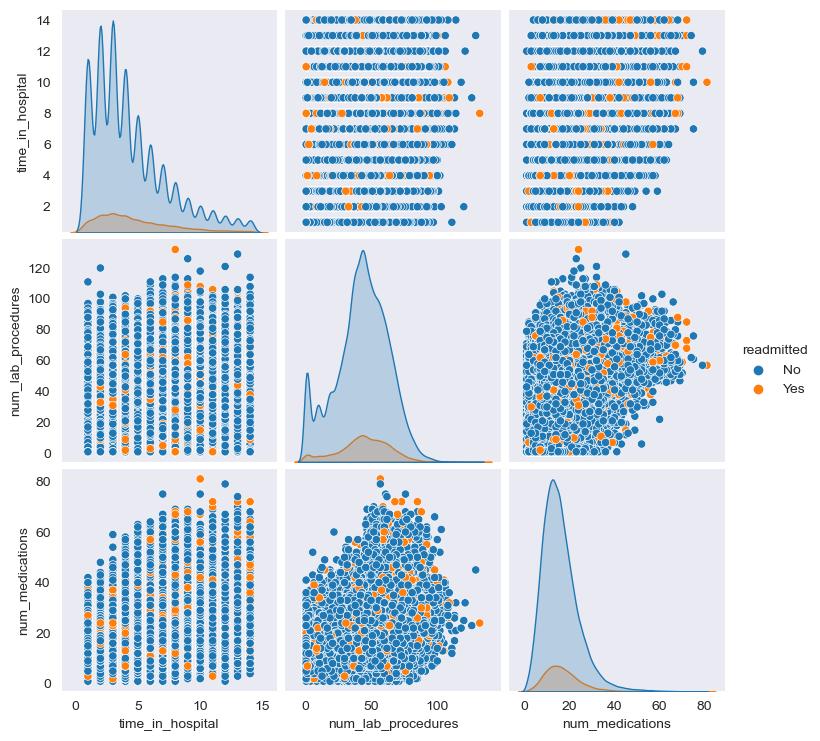 14
12
10
8
6
4
2
time_in_hospital
120
100
80
60
40
20
0
num_lab_procedures
readmitted
No
Yes
80
60
40
20
0
num_medications
0 5 10 15
time_in_hospital
0 50 100
num_lab_procedures
0 20 40 60 80
num_medications